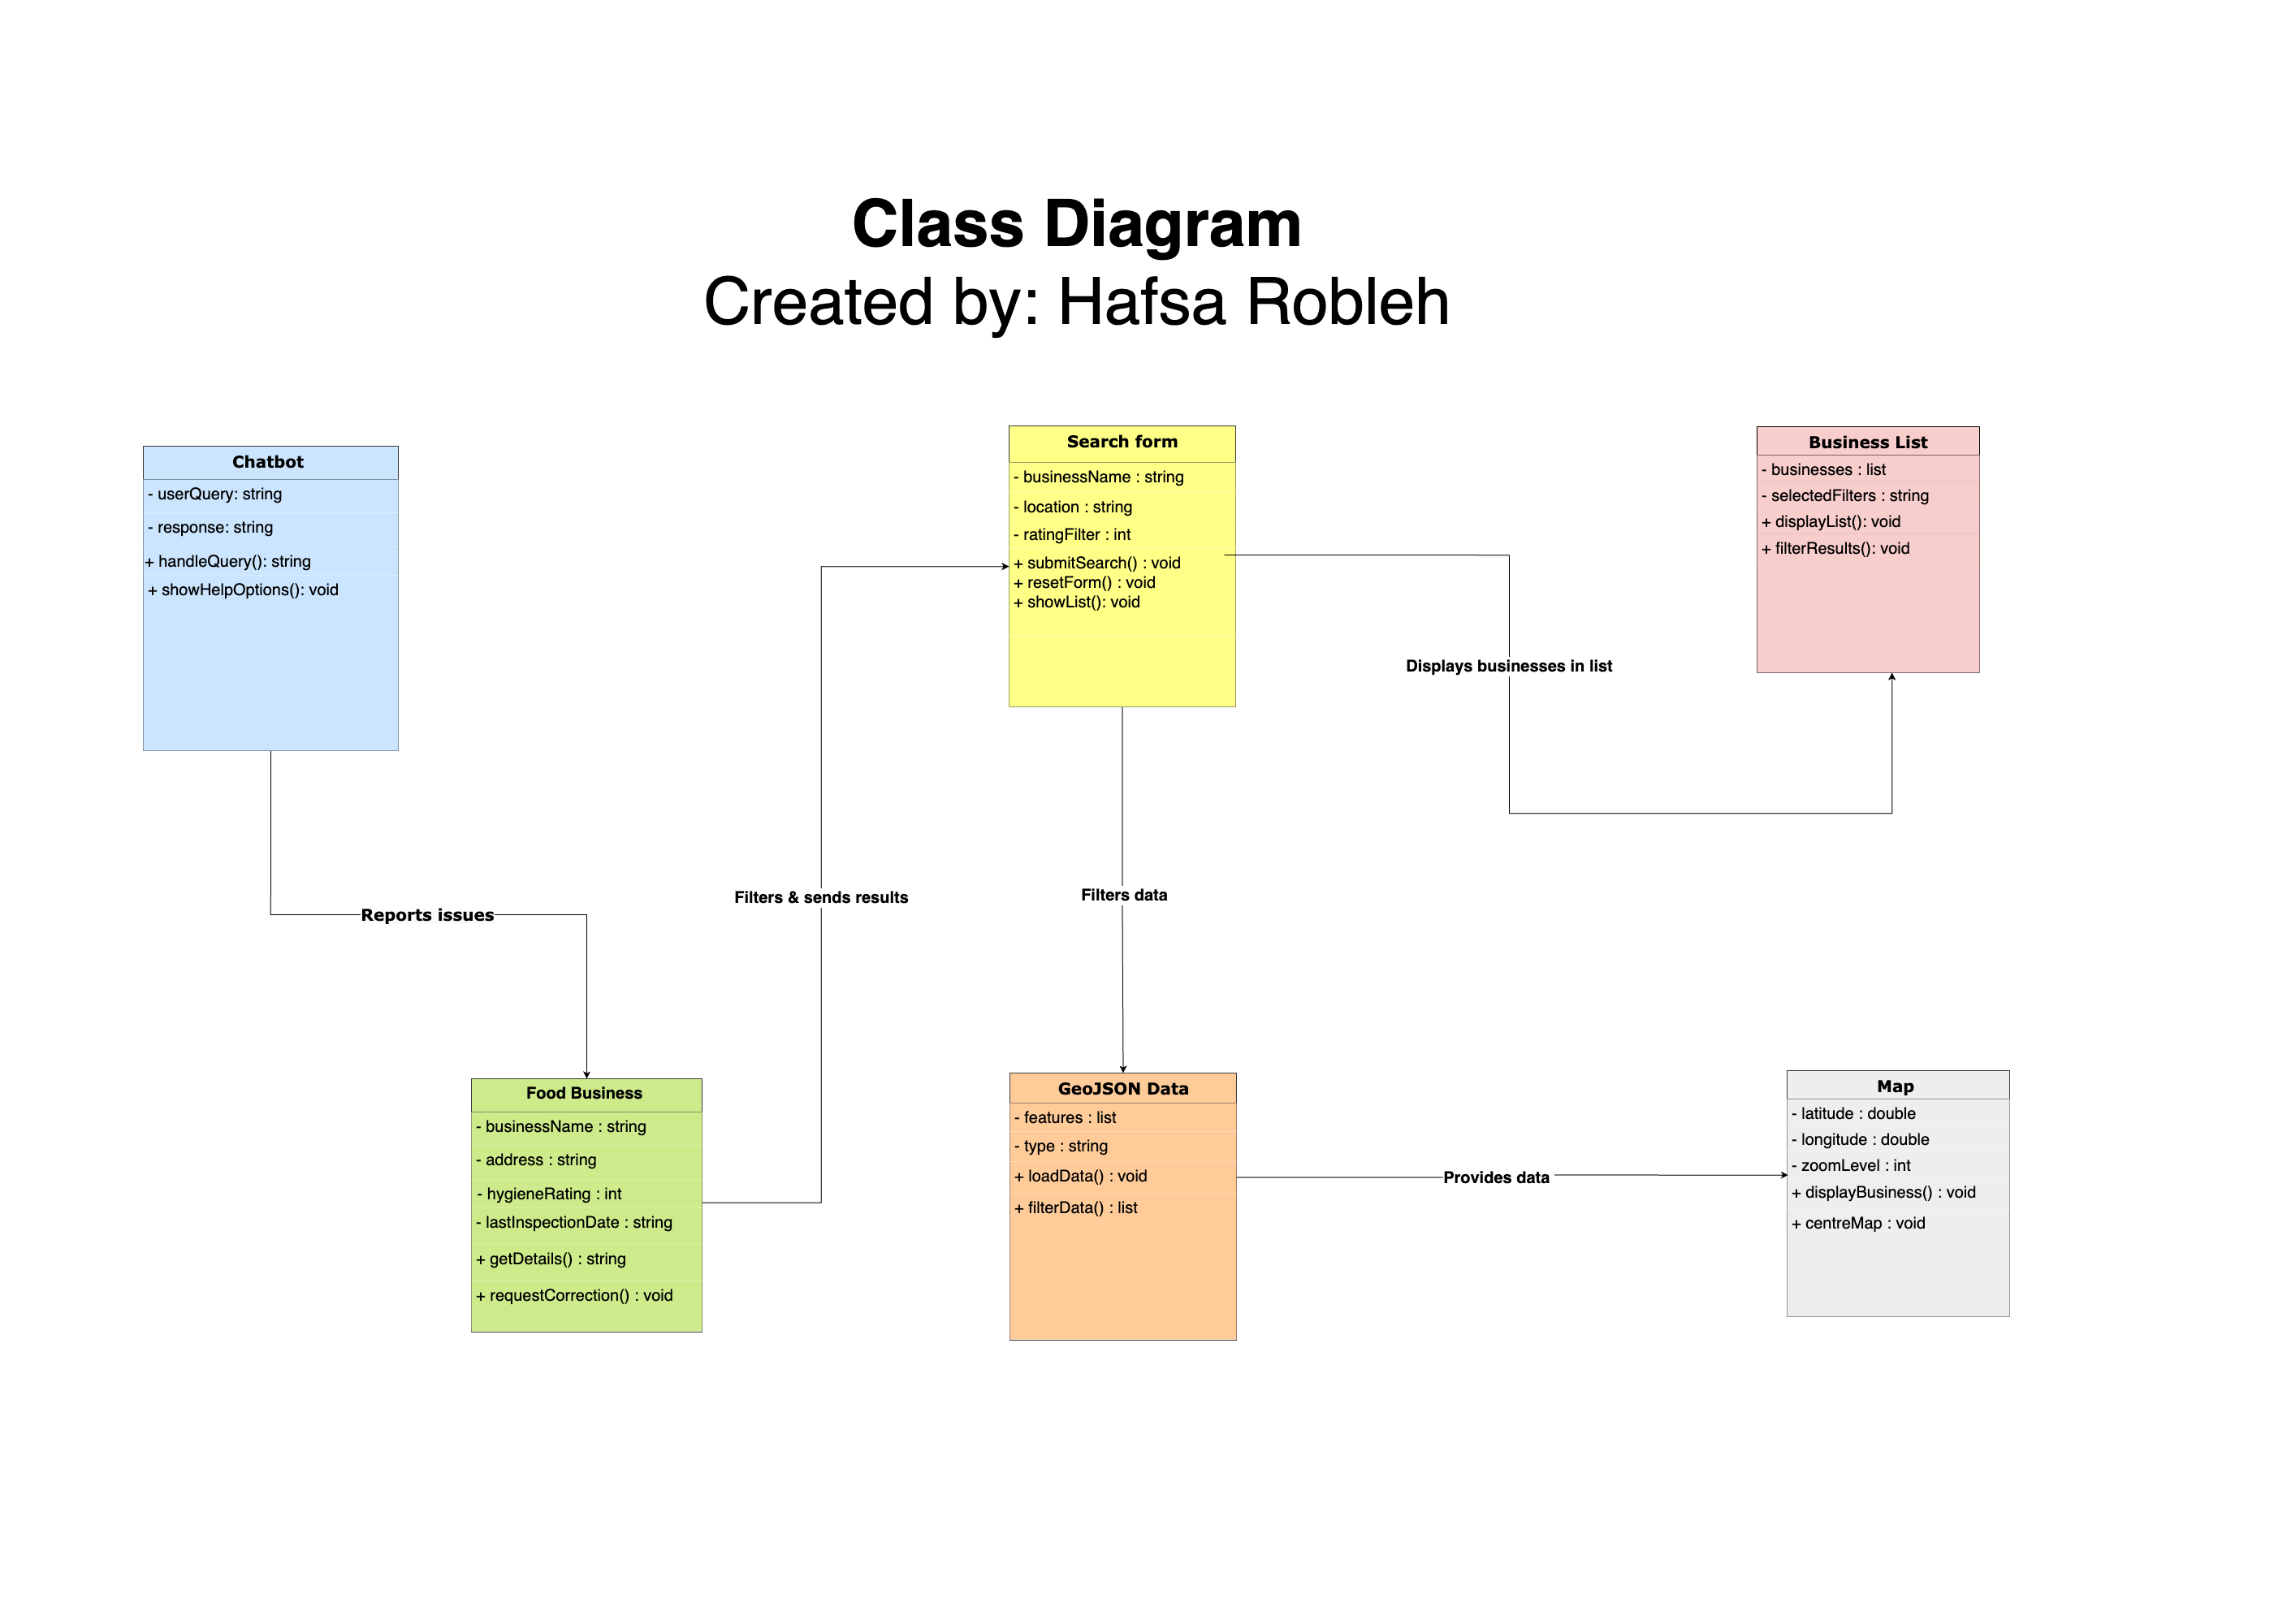 Class Diagram
Created by: Hafsa Robleh
Chatbot
- userQuery: string
- response: string
+ handleQuery(): string
+ showHelpOptions(): void
Search form
- businessName : string
- location : string
- ratingFilter : int
+ submitSearch() : void
+ resetForm() : void
+ showList(): void
Business List
- businesses : list
- selectedFilters : string
+ displayList(): void
+ filterResults(): void
Displays businesses in list
Filters & sends results
Filters data
Reports issues
Food Business
- businessName : string
- address : string
- hygieneRating : int
- lastInspectionDate : string
+ getDetails() : string
+ requestCorrection() : void
GeoJSON Data
- features : list
- type : string
+ loadData() : void
+ filterData() : list
Provides data
Map
- latitude : double
- longitude : double
- zoomLevel : int
+ displayBusiness() : void
+ centreMap : void